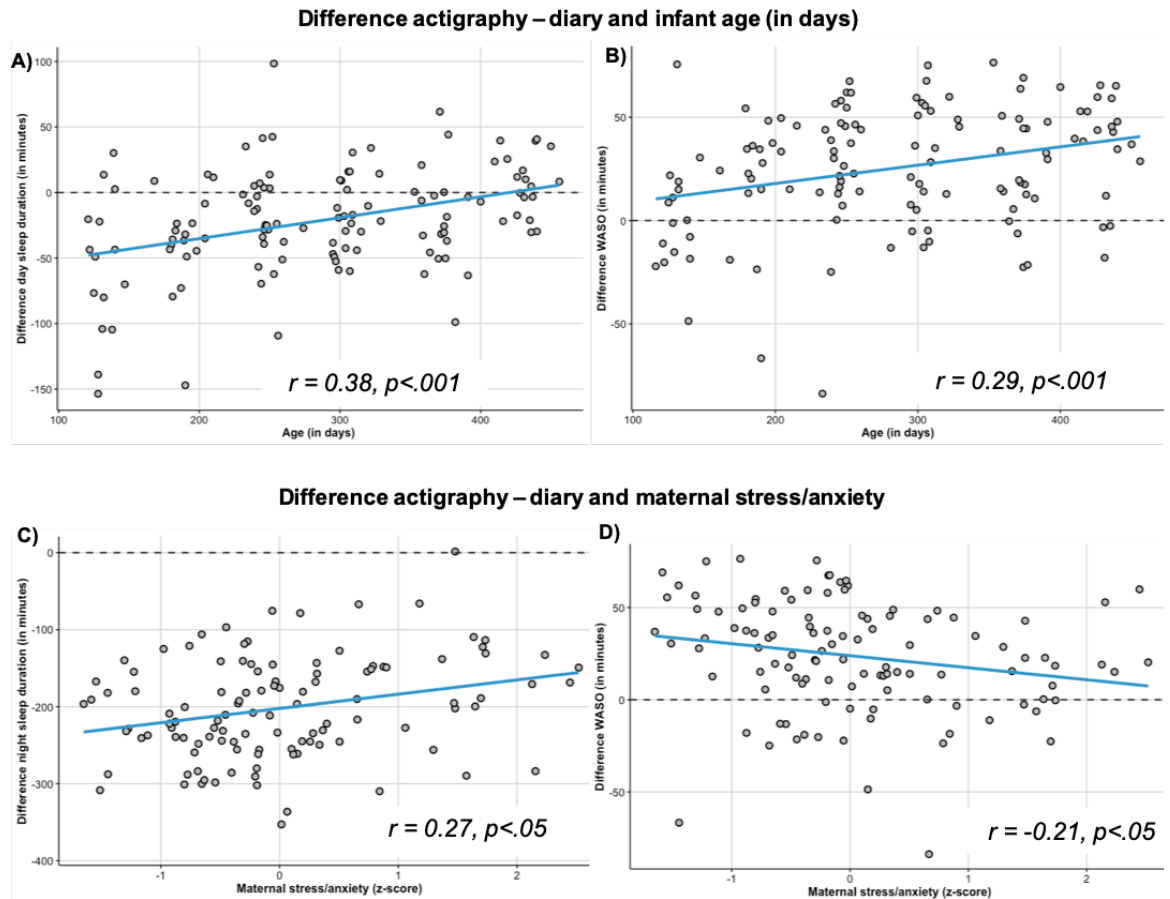 Difference actigraphy – diary and infant age (in days)
A)
Difference day sleep duration (in minutes)
100
50
0
-50
-100
-150
r = 0.38, p<.001
100
200
300
400
Age (in days)
B)
Difference WASO (in minutes)
50
0
-50
r = 0.29, p<.001
100
200
300
400
Age (in days)
Difference actigraphy – diary and maternal stress/anxiety
C)
Difference night sleep duration (in minutes)
0
-100
-200
-300
-400
r = 0.27, p<.05
-1
0
1
2
Maternal stress/anxiety (z-score)
D)
Difference WASO (in minutes)
50
0
-50
r = -0.21, p<.05
-1
0
1
2
Maternal stress/anxiety (z-score)